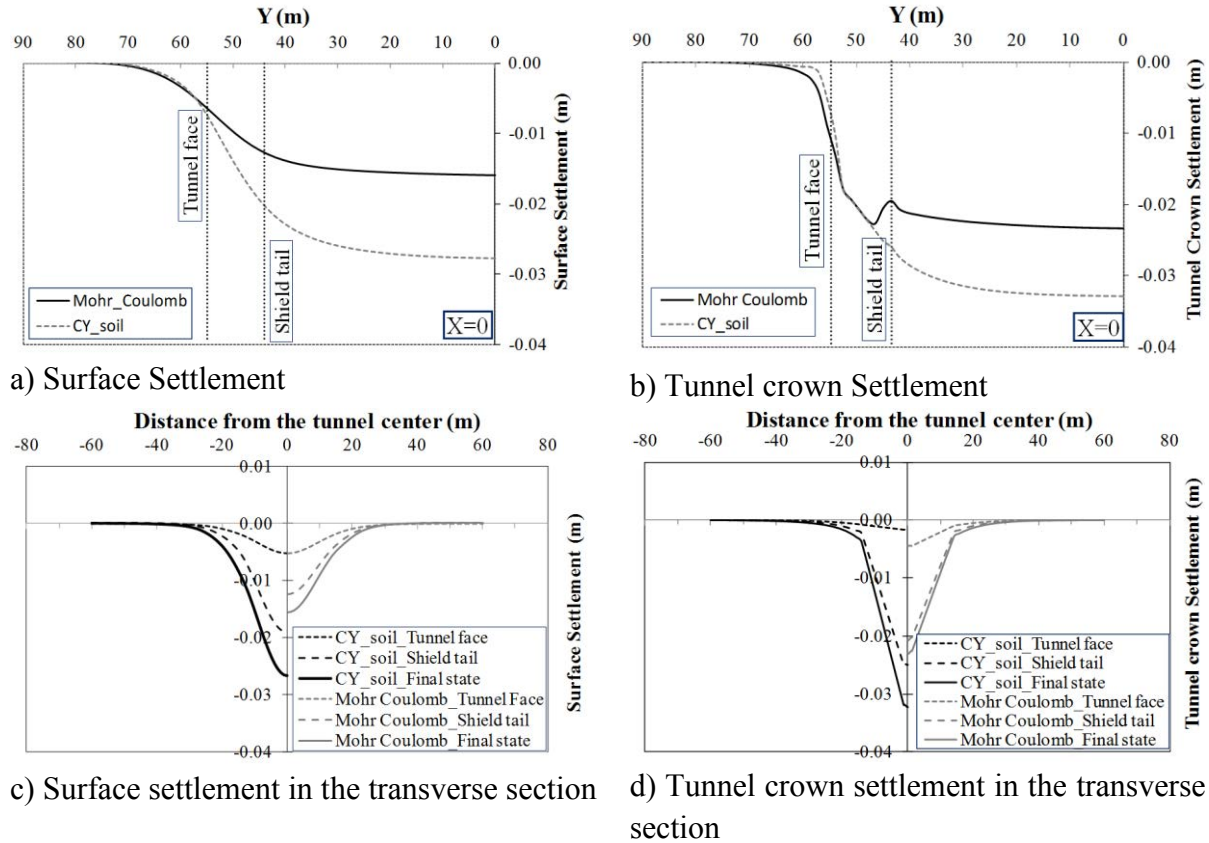 Y (m)
90 80 70 60 50 40 30 20 10 0
0.00
-0.01
-0.02
-0.03
-0.04
Surface Settlement (m)
Tunnel face
Shield tail
Mohr_Coulomb
CY_soil
X=0
a) Surface Settlement
Y (m)
90 80 70 60 50 40 30 20 10 0
0.00
-0.01
-0.02
-0.03
-0.04
Tunnel Crown Settlement (m)
Tunnel face
Shield tail
Mohr Coulomb
CY_soil
X=0
b) Tunnel crown Settlement
Distance from the tunnel center (m)
-80 -60 -40 -20 0 20 40 60 80
0.01
0.00
-0.01
-0.02
-0.03
-0.04
Surface Settlement (m)
CY_soil_Tunnel face
CY_soil_Shield tail
CY_soil_Final state
Mohr Coulomb_Tunnel Face
Mohr Coulomb_Shield tail
Mohr Coulomb_Final state
c) Surface settlement in the transverse section
Distance from the tunnel center (m)
-80 -60 -40 -20 0 20 40 60 80
0.01
0.00
-0.01
-0.02
-0.03
-0.04
Tunnel crown Settlement (m)
CY_soil_Tunnel face
CY_soil_Shield tail
CY_soil_Final state
Mohr Coulomb_Tunnel face
Mohr Coulomb_Shield tail
Mohr Coulomb_Final state
d) Tunnel crown settlement in the transverse
section